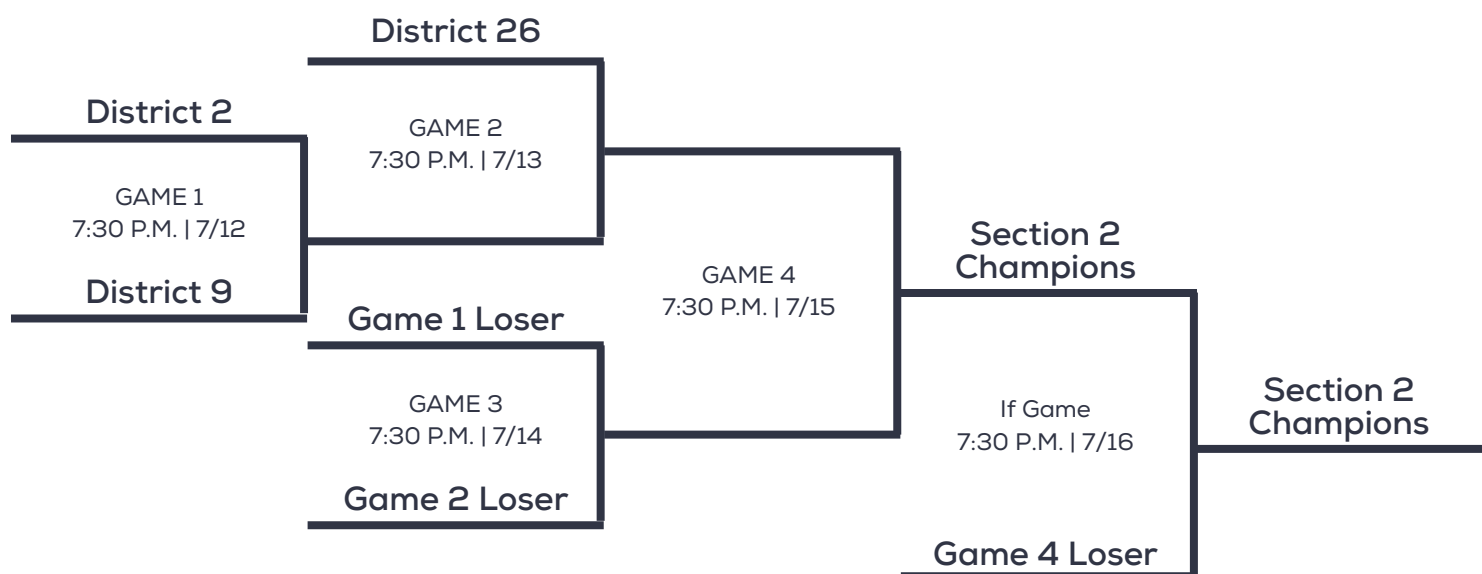 District 26
District 2
GAME 2
7:30 P.M. | 7/13
GAME 1
7:30 P.M. | 7/12
District 9
Game 1 Loser
GAME 3
7:30 P.M. | 7/14
Game 2 Loser
GAME 4
7:30 P.M. | 7/15
Section 2
Champions
If Game
7:30 P.M. | 7/16
Game 4 Loser
Section 2
Champions